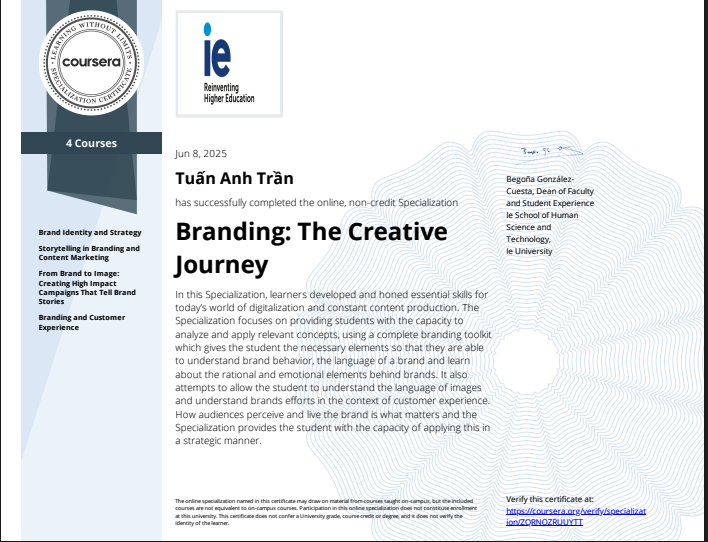 LEARNING WITHOUT LIMITS
coursera
SPECIALIZATION CERTIFICATE
4 Courses
Brand Identity and Strategy
Storytelling in Branding and
Content Marketing
From Brand to Image:
Creating High Impact
Campaigns That Tell Brand
Stories
Branding and Customer
Experience
ie
Reinventing
Higher Education
Jun 8, 2025
Tuấn Anh Trần
has successfully completed the online, non-credit Specialization
Branding: The Creative
Journey
In this Specialization, learners developed and honed essential skills for
today's world of digitalization and constant content production. The
Specialization focuses on providing students with the capacity to
analyze and apply relevant concepts, using a complete branding toolkit
which gives the student the necessary elements so that they are able
to understand brand behavior, the language of a brand and learn
about the rational and emotional elements behind brands. It also
attempts to allow the student to understand the language of images
and understand brands efforts in the context of customer experience.
How audiences perceive and live the brand is what matters and the
Specialization provides the student with the capacity of applying this in
a strategic manner.
Begoña González-
Cuesta, Dean of Faculty
and Student Experience
Ie School of Human
Science and
Technology,
Ie University
The online specialization named in this certificate may draw on material from courses taught on-campus, but the included
courses are not equivalent to on-campus courses. Participation in this online specialization does not constitute enrollment
at this university. This certificate does not confer a University grade, course credit or degree, and it does not verify the
identity of the learner.
Verify this certificate at:
https://coursera.org/verify/specializat
ion/ZQRNOZRUUYTT